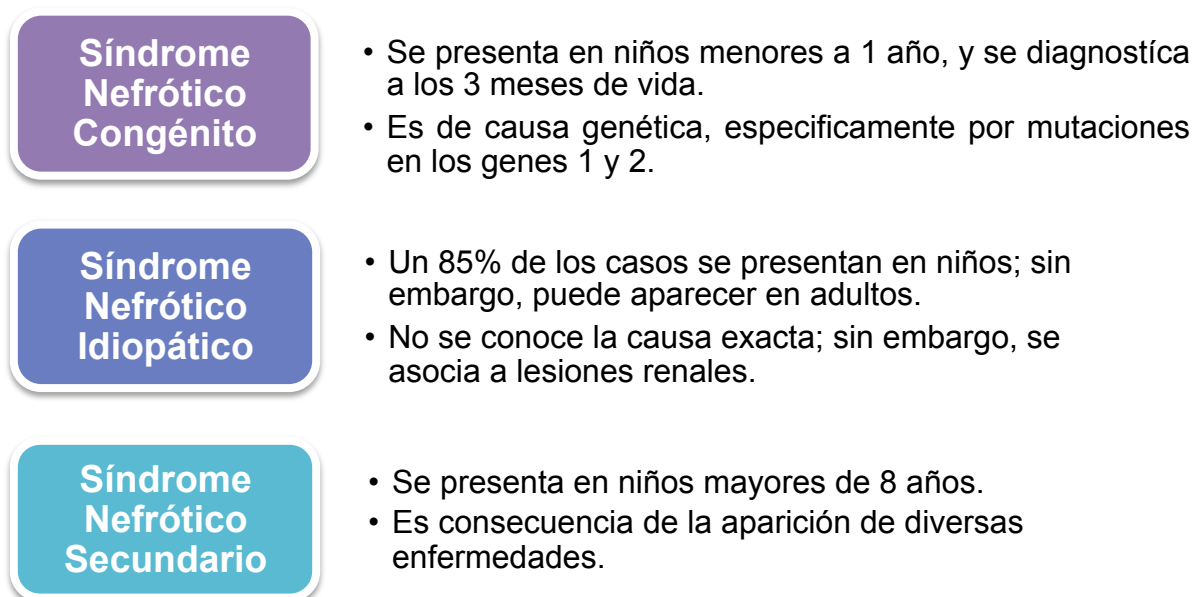 Síndrome
Nefrótico
Congénito
• Se presenta en niños menores a 1 año, y se diagnostíca
a los 3 meses de vida.
• Es de causa genética, especificamente por mutaciones
en los genes 1 y 2.
Síndrome
Nefrótico
Idiopático
• Un 85% de los casos se presentan en niños; sin
embargo, puede aparecer en adultos.
• No se conoce la causa exacta; sin embargo, se
asocia a lesiones renales.
Síndrome
Nefrótico
Secundario
• Se presenta en niños mayores de 8 años.
• Es consecuencia de la aparición de diversas
enfermedades.